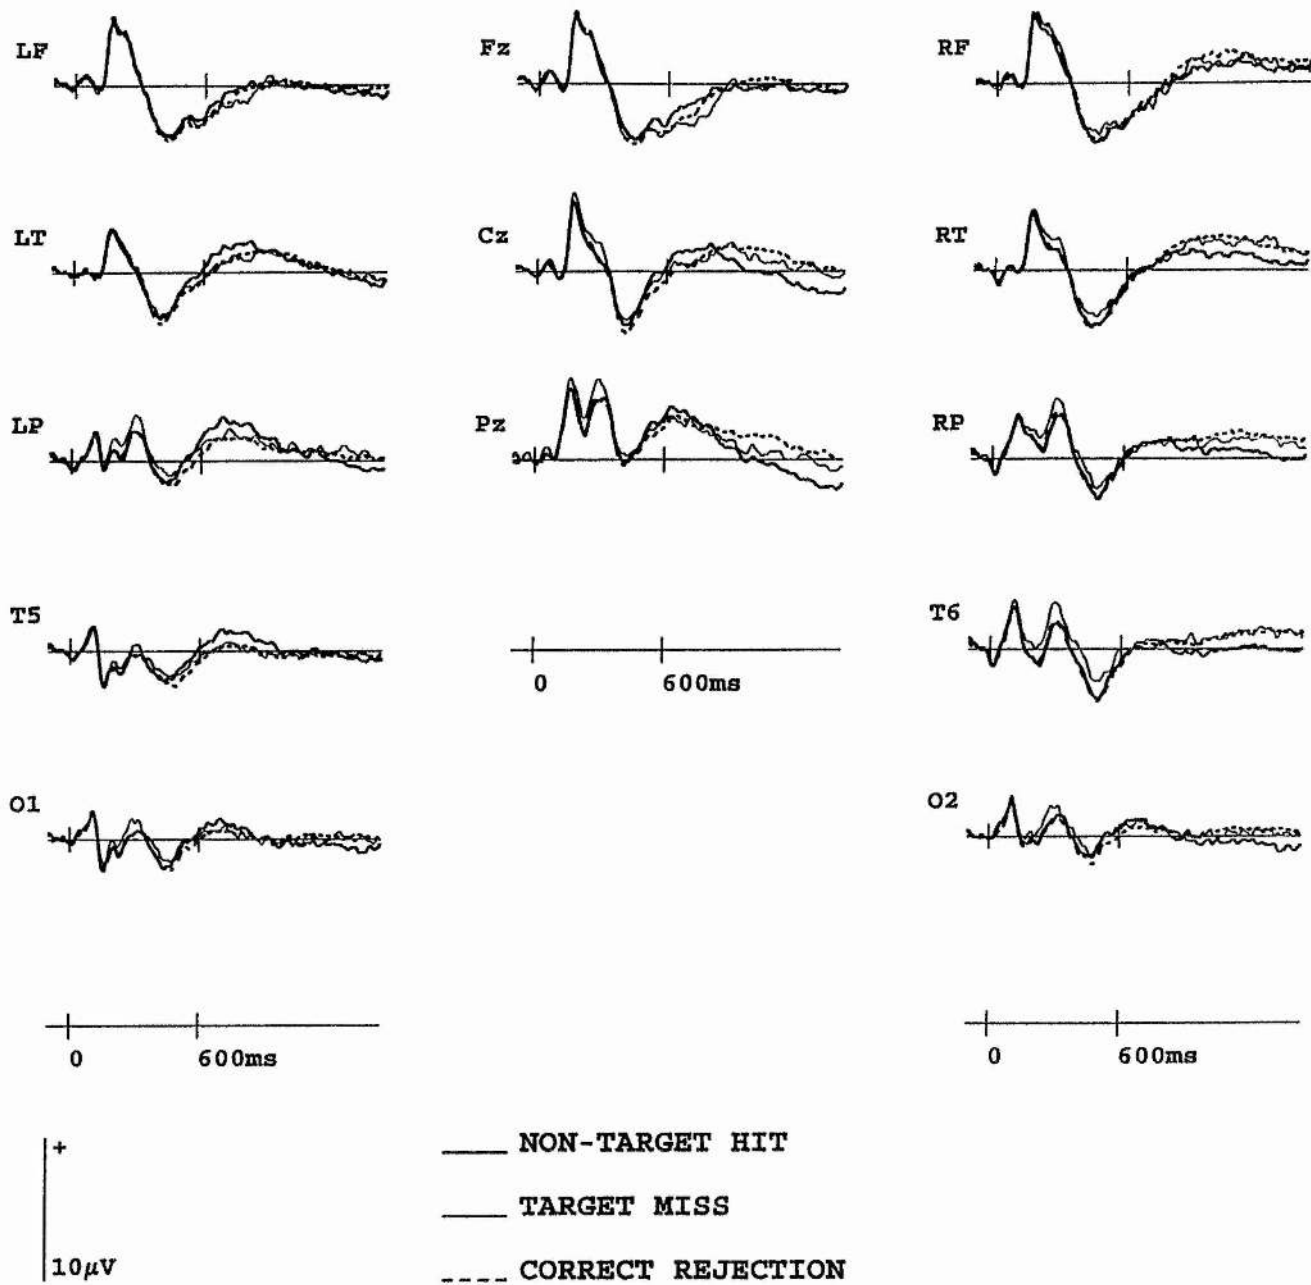 LF
Fz
RF
LT
Cz
RT
LP
Pz
RP
T5
T6
0 600ms
O1
O2
0 600ms
0 600ms
+
10μV
NON-TARGET HIT
TARGET MISS
CORRECT REJECTION